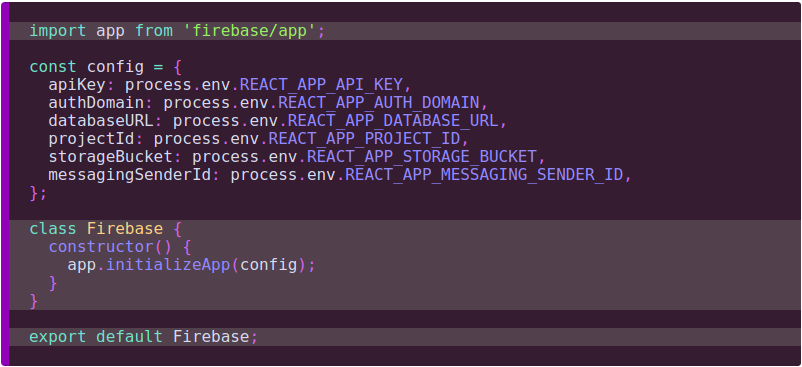 import app from 'firebase/app';
const config = {
  apiKey: process.env.REACT_APP_API_KEY,
  authDomain: process.env.REACT_APP_AUTH_DOMAIN,
  databaseURL: process.env.REACT_APP_DATABASE_URL,
  projectId: process.env.REACT_APP_PROJECT_ID,
  storageBucket: process.env.REACT_APP_STORAGE_BUCKET,
  messagingSenderId: process.env.REACT_APP_MESSAGING_SENDER_ID,
};
class Firebase {
  constructor() {
    app.initializeApp(config);
  }
}
export default Firebase;